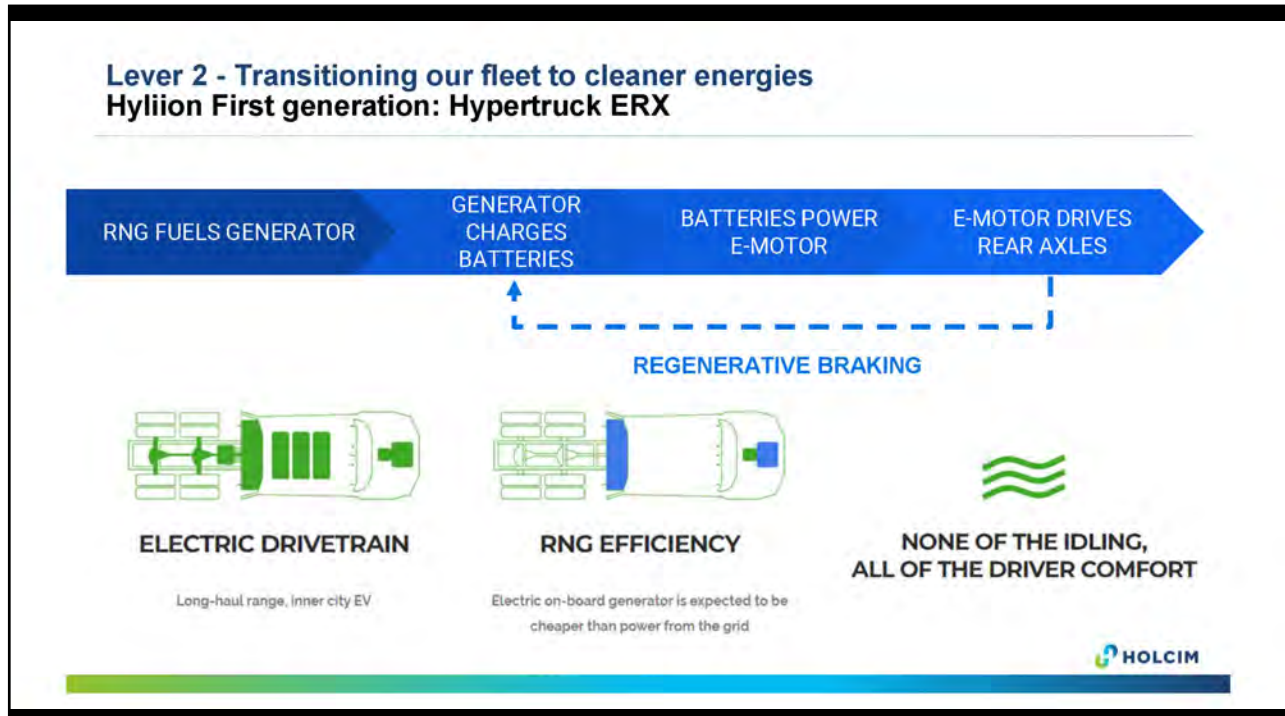 Lever 2 - Transitioning our fleet to cleaner energies
Hyliion First generation: Hypertruck ERX
RNG FUELS GENERATOR
GENERATOR
CHARGES
BATTERIES
BATTERIES POWER
E-MOTOR
E-MOTOR DRIVES
REAR AXLES
REGENERATIVE BRAKING
ELECTRIC DRIVETRAIN
Long-haul range, inner city EV
RNG EFFICIENCY
Electric on-board generator is expected to be
cheaper than power from the grid
NONE OF THE IDLING,
ALL OF THE DRIVER COMFORT
HOLCIM